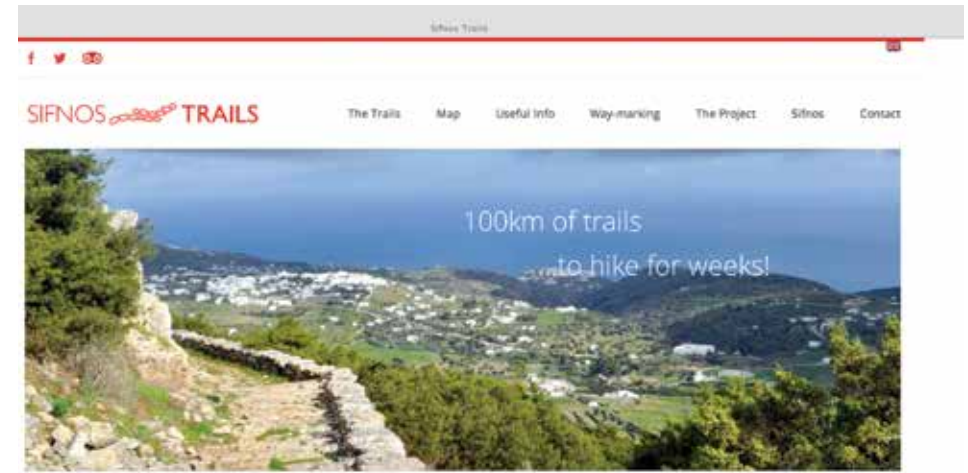 Sifnos Trails
f
SIFNOS TRAILS
The Trails Map Useful Info Way-marking The Project Sifnos Contact
100km of trails
to hike for weeks!